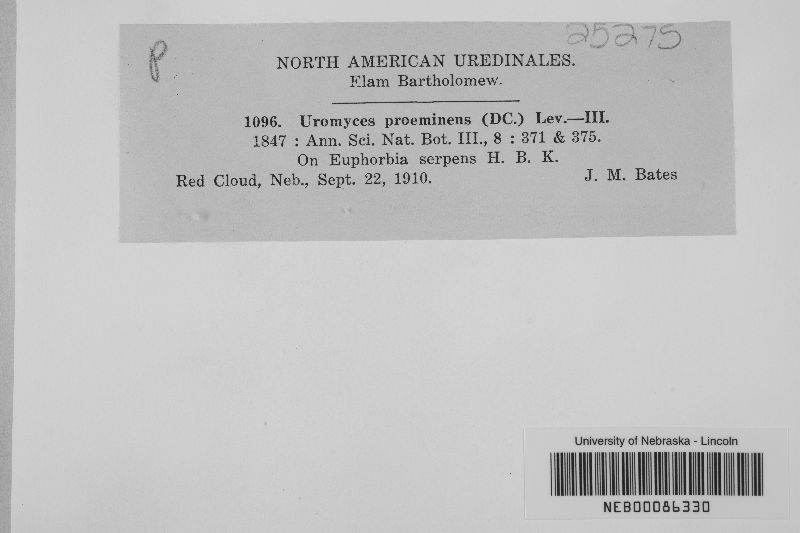 P
25275
NORTH AMERICAN UREDINALES.
Elam Bartholomew.
1096. Uromyces proeminens (DC.) Lev.—III.
1847 : Ann. Sci. Nat. Bot. III., 8 : 371 & 375.
On Euphorbia serpens H. B. K.
Red Cloud, Neb., Sept. 22, 1910. J. M. Bates
University of Nebraska - Lincoln
NEB00086330